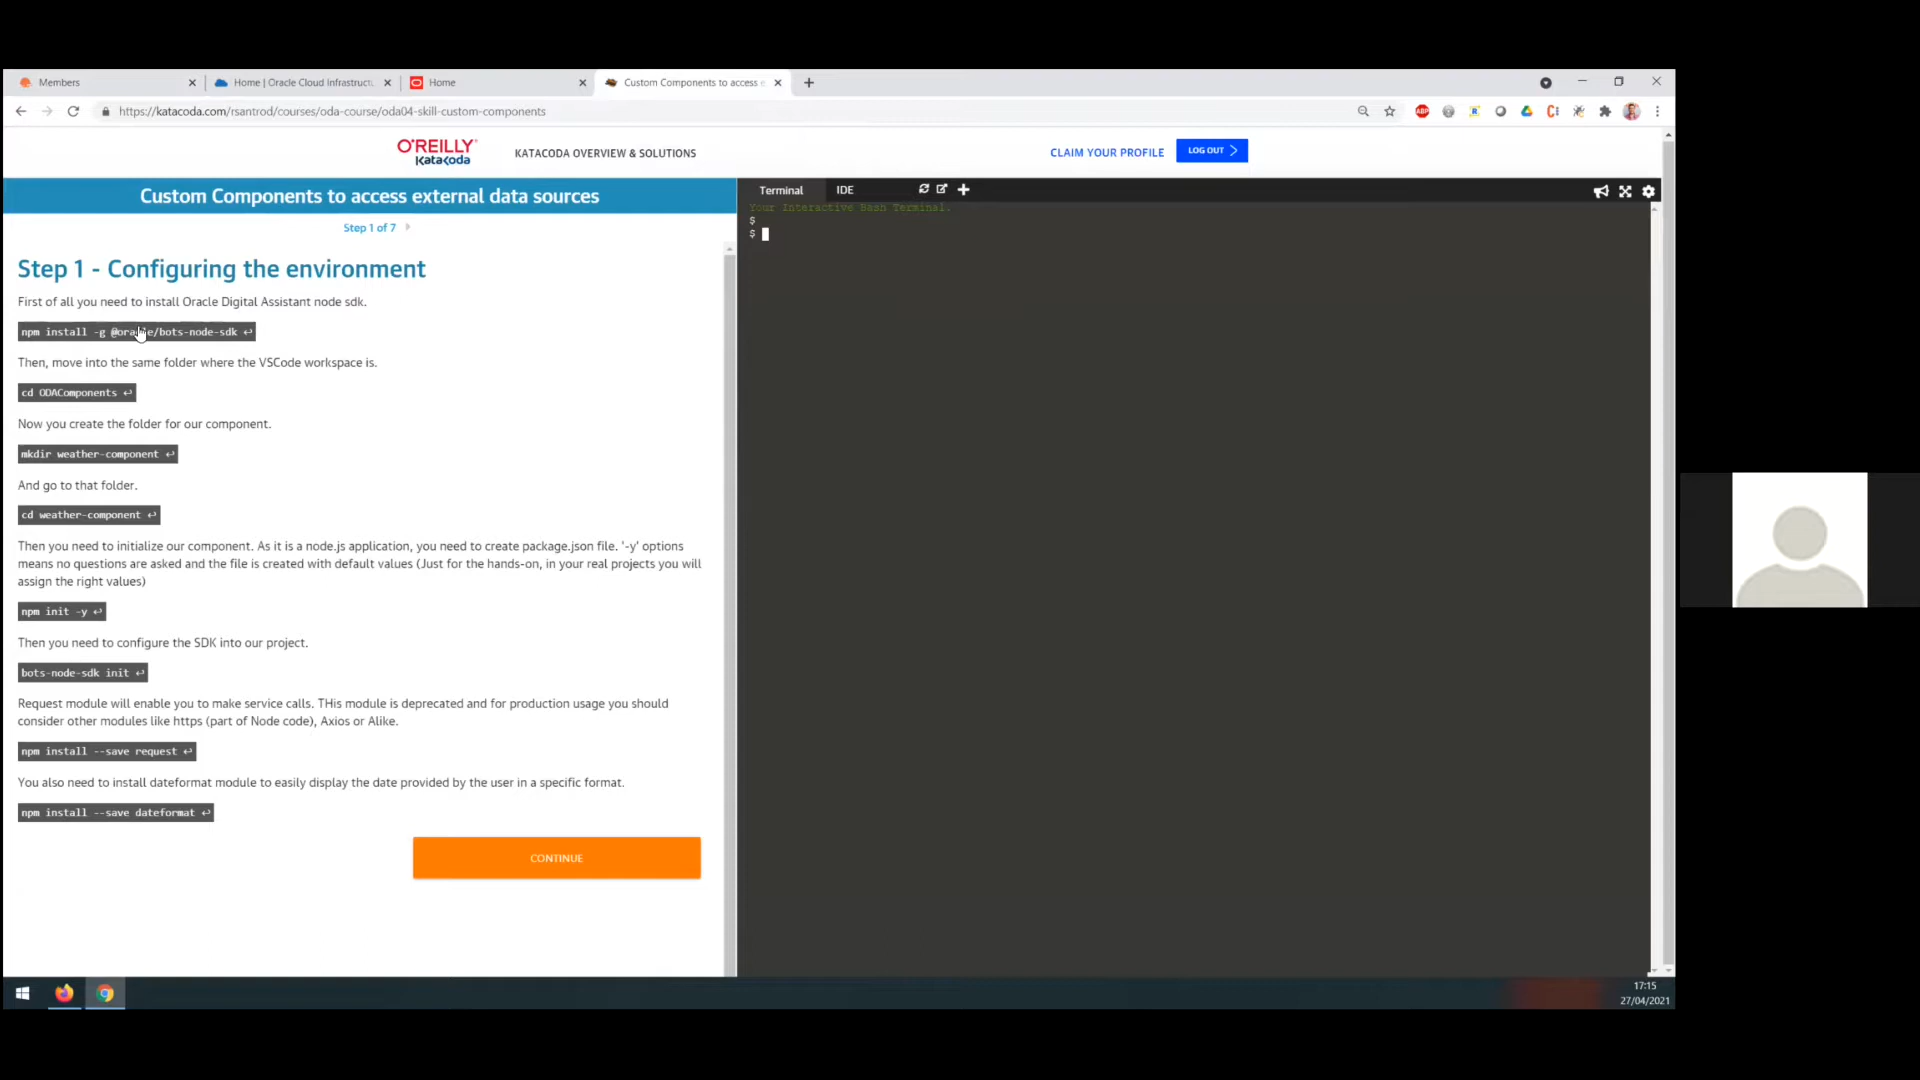 Members
Home | Oracle Cloud Infrastructu
Home
Custom Components to access e
https://katacoda.com/rsantrod/courses/oda-course/oda04-skill-custom-components
ABP
O'REILLY
Katacoda
KATACODA OVERVIEW & SOLUTIONS
CLAIM YOUR PROFILE
LOG OUT
Custom Components to access external data sources
Step 1 of 7
Step 1 - Configuring the environment
First of all you need to install Oracle Digital Assistant node sdk.
npm install -g @oracle/bots-node-sdk
Then, move into the same folder where the VSCode workspace is.
cd ODAComponents
Now you create the folder for our component.
mkdir weather-component
And go to that folder.
cd weather-component
Then you need to initialize our component. As it is a node.js application, you need to create package.json file. '-y' options
means no questions are asked and the file is created with default values (Just for the hands-on, in your real projects you will
assign the right values)
npm init -y
Then you need to configure the SDK into our project.
bots-node-sdk init
Request module will enable you to make service calls. THis module is deprecated and for production usage you should
consider other modules like https (part of Node code), Axios or Alike.
npm install --save request
You also need to install dateformat module to easily display the date provided by the user in a specific format.
npm install --save dateformat
CONTINUE
Terminal
IDE
Your Interactive Bash Terminal.
$
$
17:15
27/04/2021